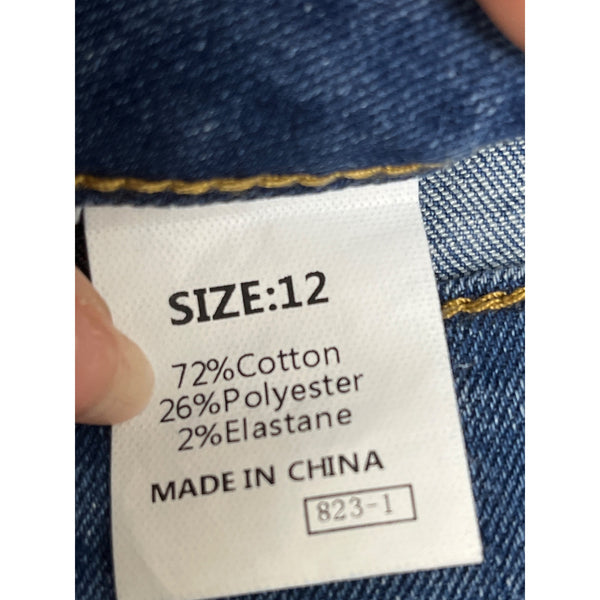 SIZE:12
72%Cotton
26%Polyester
2%Elastane
MADE IN CHINA
823-1